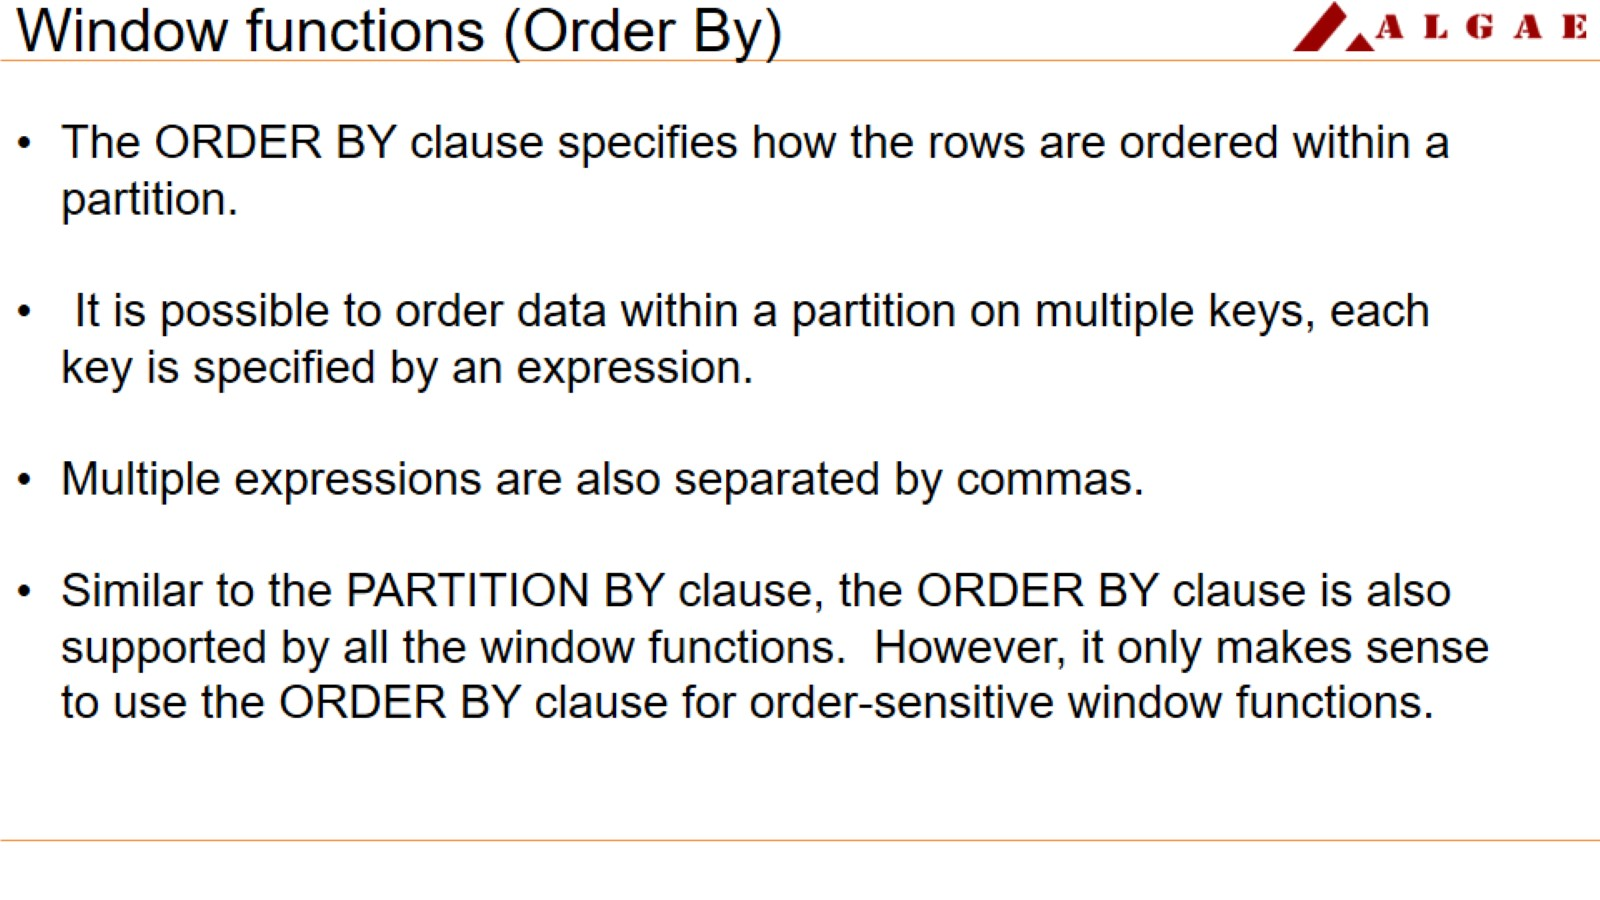 Window functions (Order By)
ALGAE
• The ORDER BY clause specifies how the rows are ordered within a
partition.
• It is possible to order data within a partition on multiple keys, each
key is specified by an expression.
• Multiple expressions are also separated by commas.
• Similar to the PARTITION BY clause, the ORDER BY clause is also
supported by all the window functions.  However, it only makes sense
to use the ORDER BY clause for order-sensitive window functions.